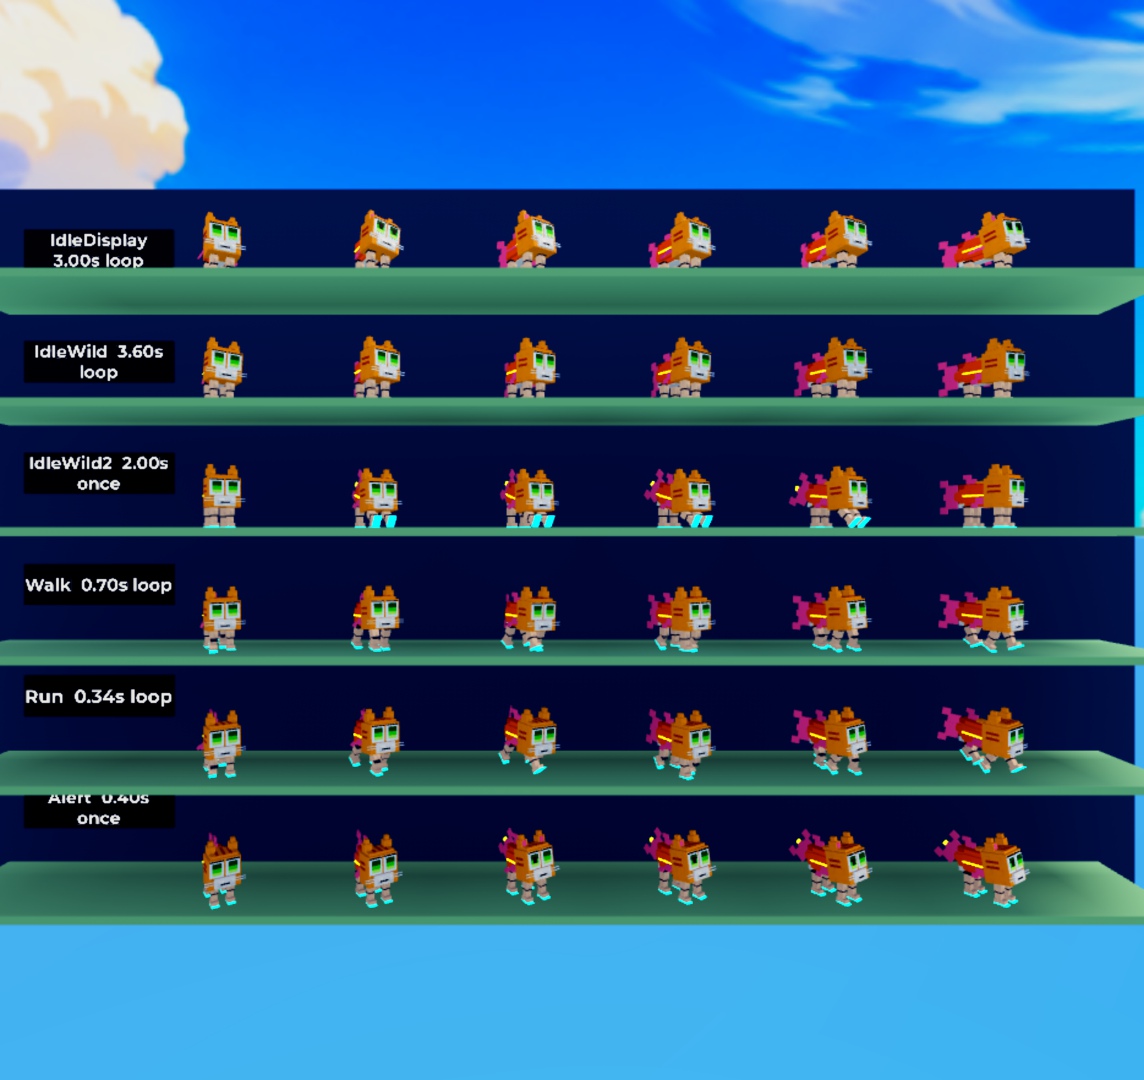 IdleDisplay
3.00s loop
IdleWild 3.60s
loop
IdleWild2 2.00s
once
Walk 0.70s loop
Run 0.34s loop
Alert 0.40s
once